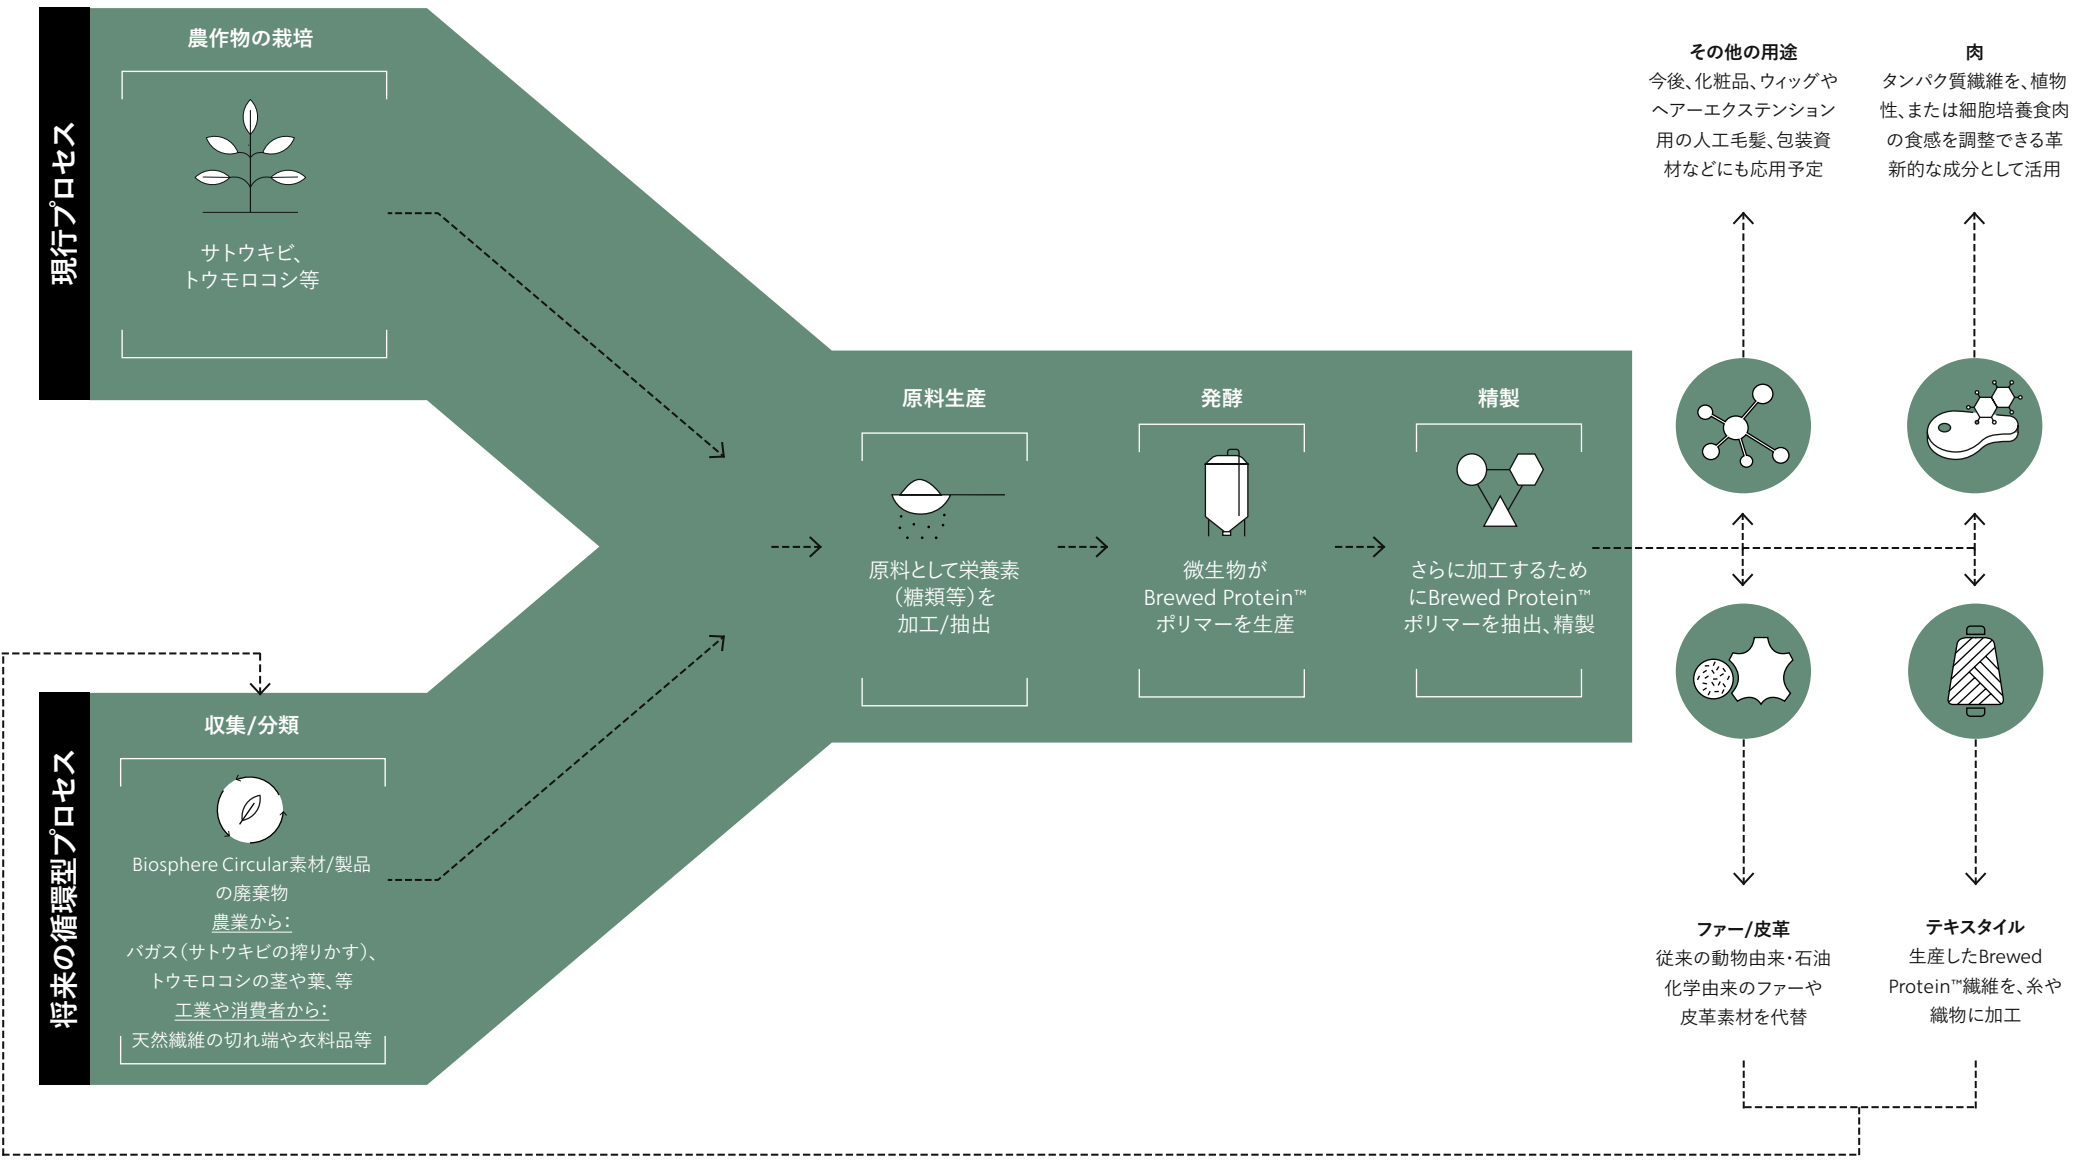 現行プロセス
農作物の栽培
サトウキビ、
トウモロコシ等
将来の循環型プロセス
収集/分類
Biosphere Circular素材/製品
の廃棄物
農業から：
バガス（サトウキビの搾りかす）、
トウモロコシの茎や葉、等
工業や消費者から：
天然繊維の切れ端や衣料品等
原料生産
原料として栄養素
（糖類等）を
加工/抽出
発酵
微生物が
Brewed Protein™
ポリマーを生産
精製
さらに加工するため
にBrewed Protein™
ポリマーを抽出、精製
その他の用途
今後、化粧品、ウィッグや
ヘアーエクステンション
用の人工毛髪、包装資
材などにも応用予定
肉
タンパク質繊維を、植物
性、または細胞培養食肉
の食感を調整できる革
新的な成分として活用
ファー/皮革
従来の動物由来・石油
化学由来のファーや
皮革素材を代替
テキスタイル
生産したBrewed
Protein™繊維を、糸や
織物に加工